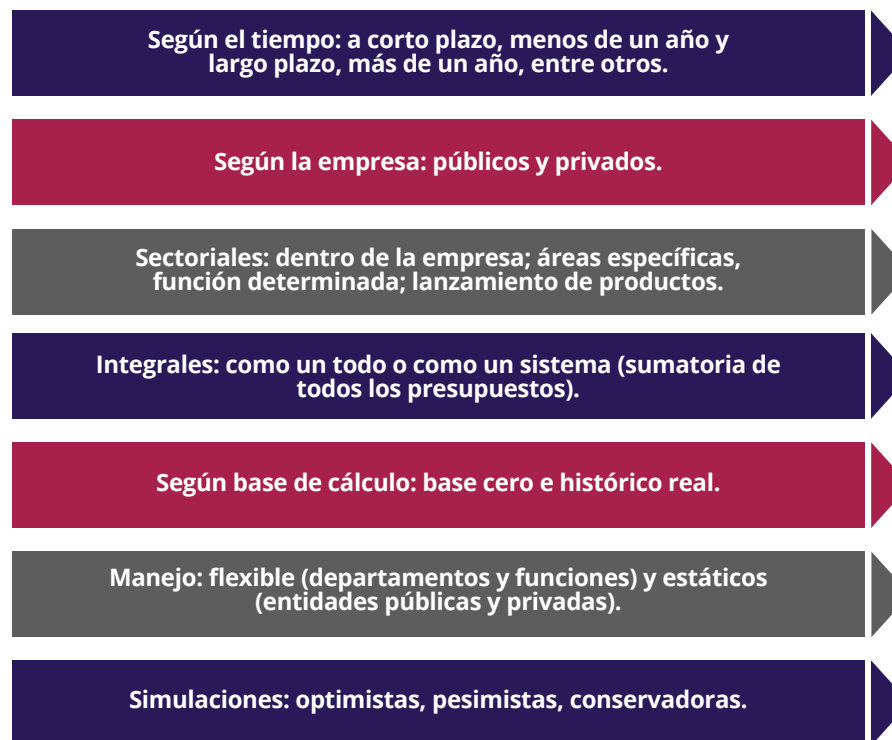 Según el tiempo: a corto plazo, menos de un año y
largo plazo, más de un año, entre otros.
Según la empresa: públicos y privados.
Sectoriales: dentro de la empresa; áreas específicas,
función determinada; lanzamiento de productos.
Integrales: como un todo o como un sistema (sumatoria de
todos los presupuestos).
Según base de cálculo: base cero e histórico real.
Manejo: flexible (departamentos y funciones) y estáticos
(entidades públicas y privadas).
Simulaciones: optimistas, pesimistas, conservadoras.